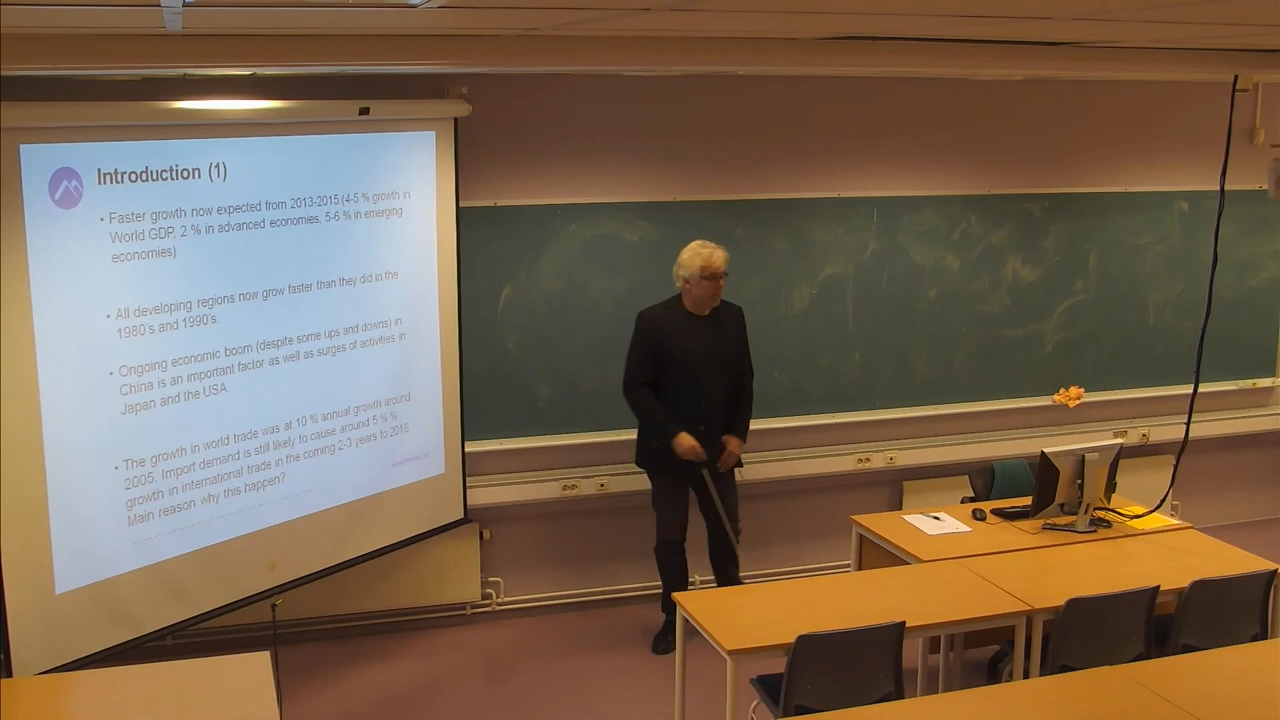 Introduction (1)
• Faster growth now expected from 2013-2015 (4-5 % growth in
World GDP, 2 % in advanced economies, 5-6 % in emerging
economies)
• All developing regions now grow faster than they did in the
1980's and 1990's.
• Ongoing economic boom (despite some ups and downs) in
China is an important factor as well as surges of activities in
Japan and the USA.
• The growth in world trade was at 10 % annual growth around
2005. Import demand is still likely to cause around 5 % %
growth in international trade in the coming 2-3 years to 2016.
Main reason why this happen?